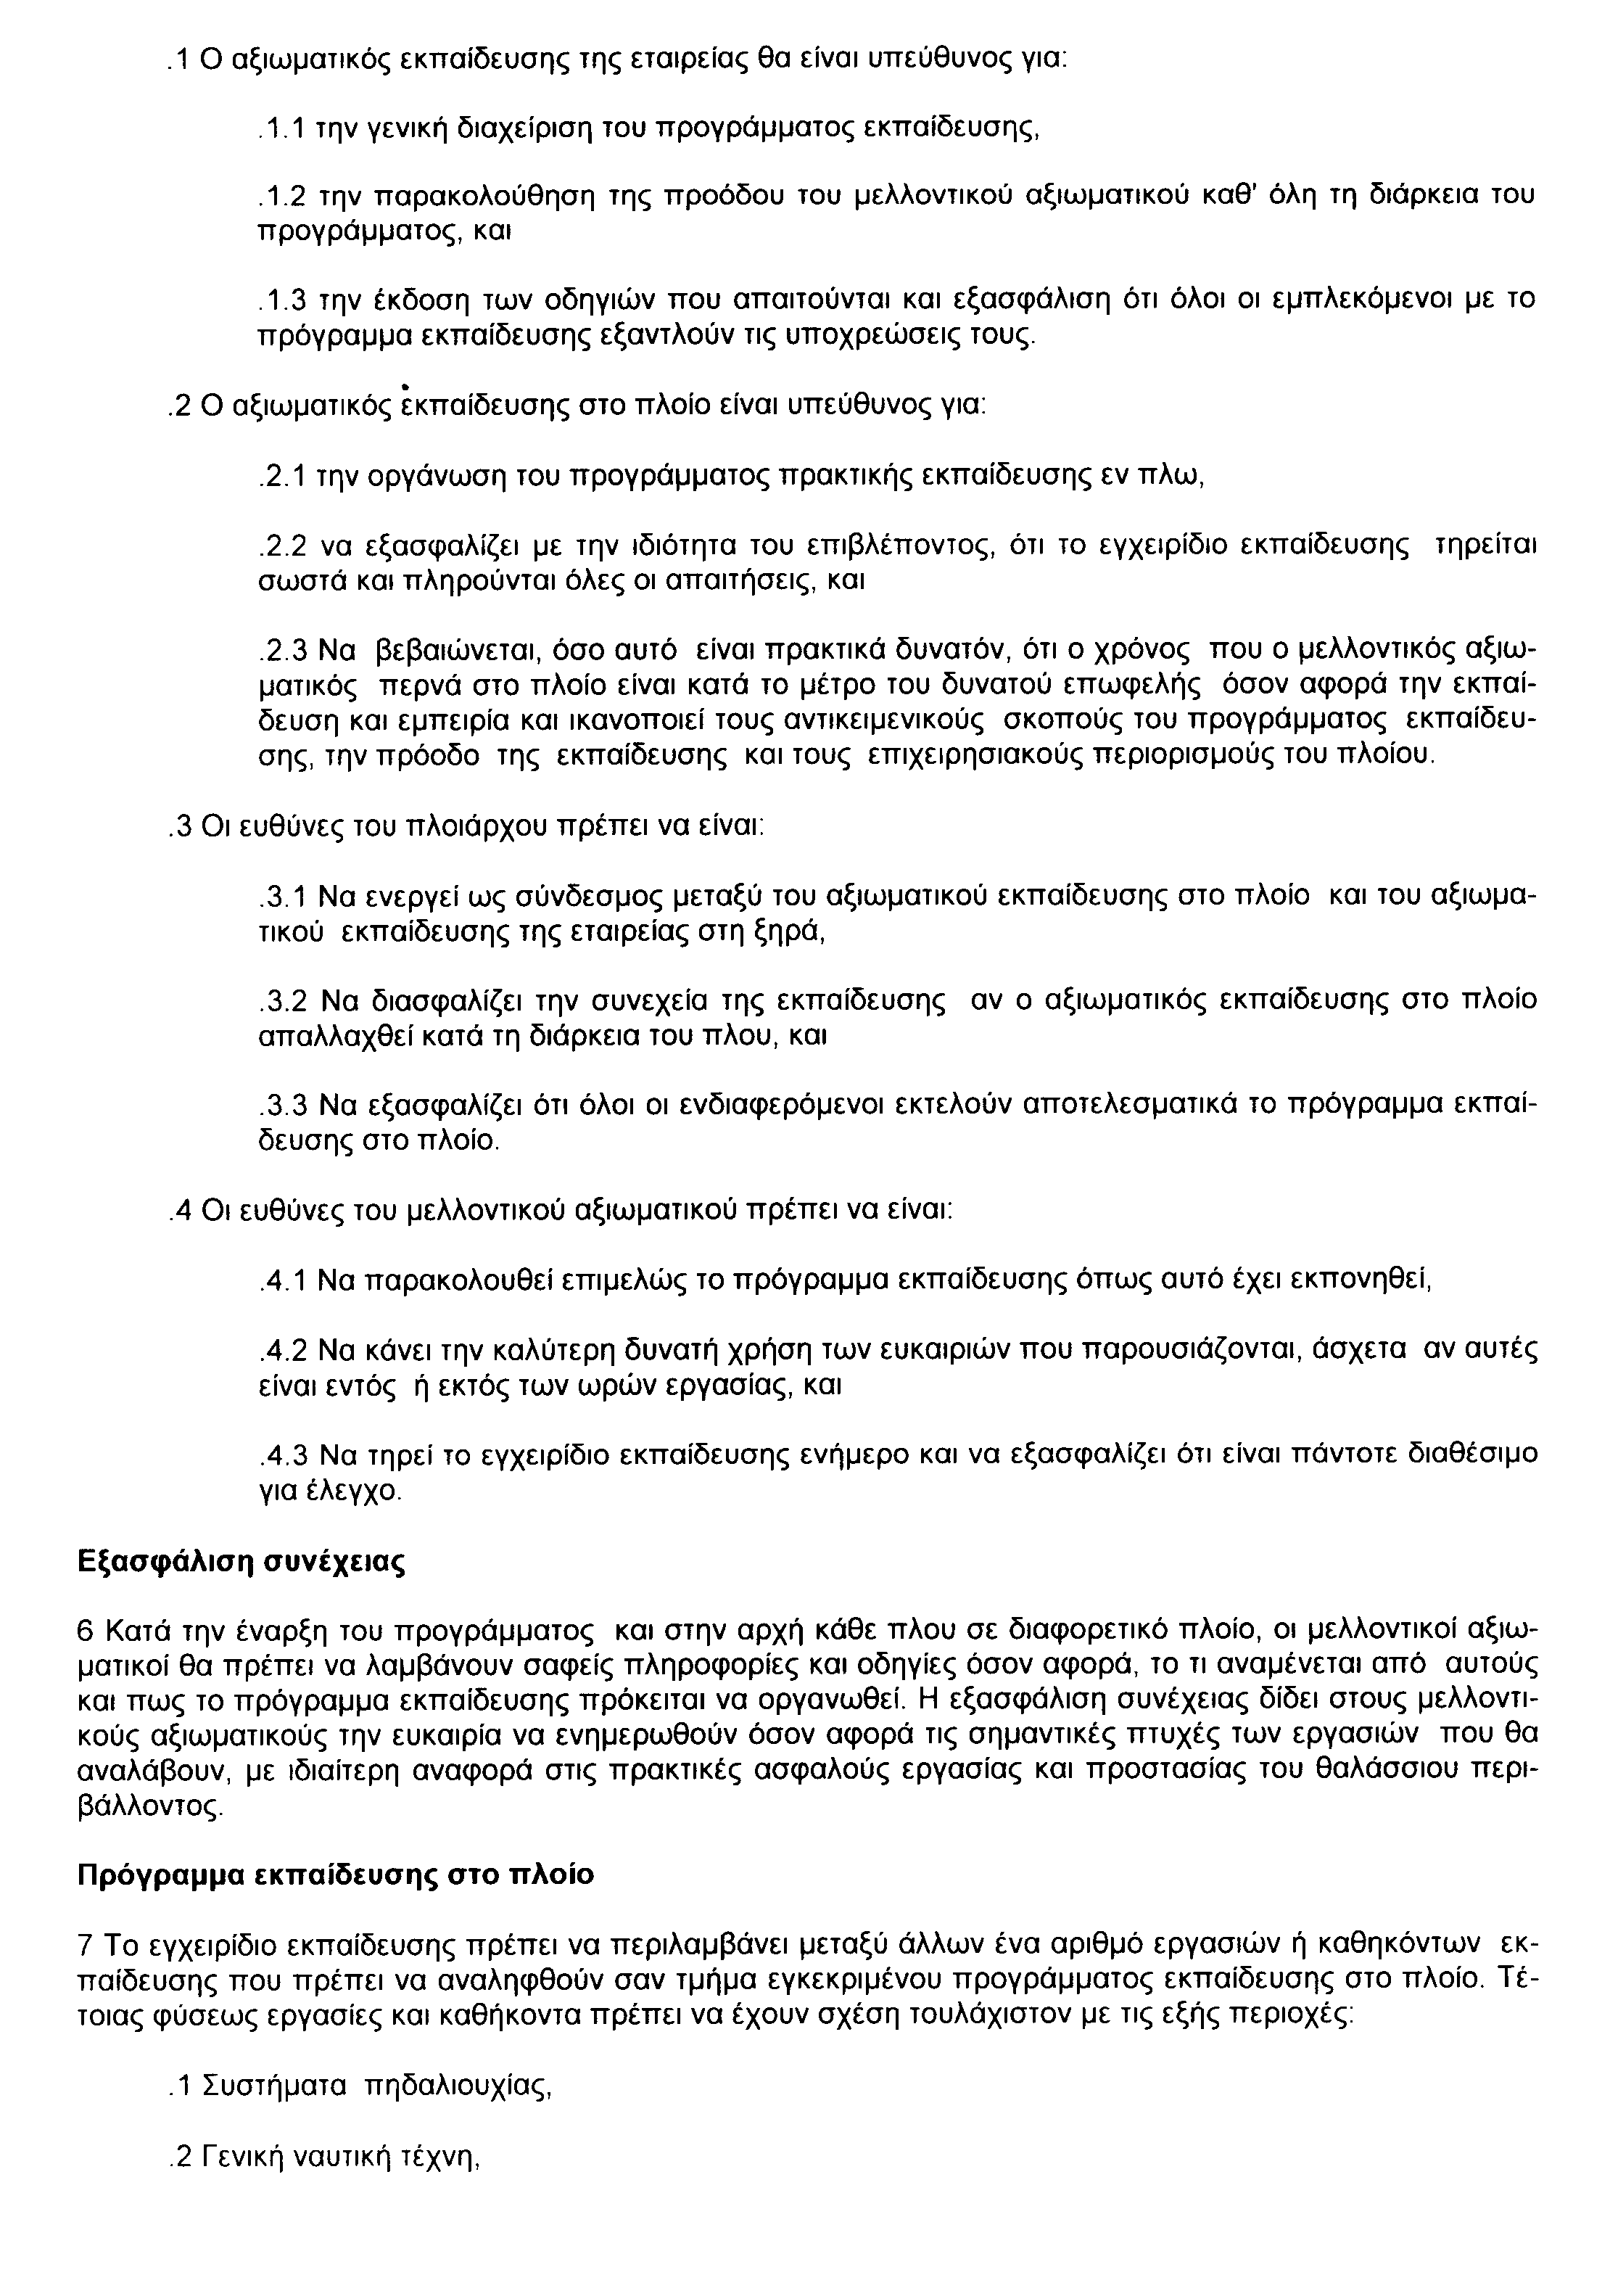 .1 Ο αξιωματικός εκπαίδευσης της εταιρείας θα είναι υπεύθυνος για:
.1.1 την γενική διαχείριση του προγράμματος εκπαίδευσης,
.1.2 την παρακολούθηση της προόδου του μελλοντικού αξιωματικού καθ' όλη τη διάρκεια του
προγράμματος, και
.1.3 την έκδοση των οδηγιών που απαιτούνται και εξασφάλιση ότι όλοι οι εμπλεκόμενοι με το
πρόγραμμα εκπαίδευσης εξαντλούν τις υποχρεώσεις τους.
.2 Ο αξιωματικός εκπαίδευσης στο πλοίο είναι υπεύθυνος για:
.2.1 την οργάνωση του προγράμματος πρακτικής εκπαίδευσης εν πλω,
.2.2 να εξασφαλίζει με την ιδιότητα του επιβλέποντος, ότι το εγχειρίδιο εκπαίδευσης τηρείται
σωστά και πληρούνται όλες οι απαιτήσεις, και
.2.3 Να βεβαιώνεται, όσο αυτό είναι πρακτικά δυνατόν, ότι ο χρόνος που ο μελλοντικός αξιω-
ματικός περνά στο πλοίο είναι κατά το μέτρο του δυνατού επωφελής όσον αφορά την εκπαί-
δευση και εμπειρία και ικανοποιεί τους αντικειμενικούς σκοπούς του προγράμματος εκπαίδευ-
σης, την πρόοδο της εκπαίδευσης και τους επιχειρησιακούς περιορισμούς του πλοίου.
.3 Οι ευθύνες του πλοιάρχου πρέπει να είναι:
.3.1 Να ενεργεί ως σύνδεσμος μεταξύ του αξιωματικού εκπαίδευσης στο πλοίο και του αξιωμα-
τικού εκπαίδευσης της εταιρείας στη ξηρά,
.3.2 Να διασφαλίζει την συνεχεία της εκπαίδευσης αν ο αξιωματικός εκπαίδευσης στο πλοίο
απαλλαχθεί κατά τη διάρκεια του πλου, και
.3.3 Να εξασφαλίζει ότι όλοι οι ενδιαφερόμενοι εκτελούν αποτελεσματικά το πρόγραμμα εκπαί-
δευσης στο πλοίο.
.4 Οι ευθύνες του μελλοντικού αξιωματικού πρέπει να είναι:
.4.1 Να παρακολουθεί επιμελώς το πρόγραμμα εκπαίδευσης όπως αυτό έχει εκπονηθεί,
.4.2 Να κάνει την καλύτερη δυνατή χρήση των ευκαιριών που παρουσιάζονται, άσχετα αν αυτές
είναι εντός ή εκτός των ωρών εργασίας, και
.4.3 Να τηρεί το εγχειρίδιο εκπαίδευσης ενήμερο και να εξασφαλίζει ότι είναι πάντοτε διαθέσιμο
για έλεγχο.
Εξασφάλιση συνέχειας
6 Κατά την έναρξη του προγράμματος και στην αρχή κάθε πλου σε διαφορετικό πλοίο, οι μελλοντικοί αξιω-
ματικοί θα πρέπει να λαμβάνουν σαφείς πληροφορίες και οδηγίες όσον αφορά, το τι αναμένεται από αυτούς
και πως το πρόγραμμα εκπαίδευσης πρόκειται να οργανωθεί. Η εξασφάλιση συνέχειας δίδει στους μελλοντι-
κούς αξιωματικούς την ευκαιρία να ενημερωθούν όσον αφορά τις σημαντικές πτυχές των εργασιών που θα
αναλάβουν, με ιδιαίτερη αναφορά στις πρακτικές ασφαλούς εργασίας και προστασίας του θαλάσσιου περι-
βάλλοντος.
Πρόγραμμα εκπαίδευσης στο πλοίο
7 Το εγχειρίδιο εκπαίδευσης πρέπει να περιλαμβάνει μεταξύ άλλων ένα αριθμό εργασιών ή καθηκόντων εκ-
παίδευσης που πρέπει να αναληφθούν σαν τμήμα εγκεκριμένου προγράμματος εκπαίδευσης στο πλοίο. Τέ-
τοιας φύσεως εργασίες και καθήκοντα πρέπει να έχουν σχέση τουλάχιστον με τις εξής περιοχές:
.1 Συστήματα πηδαλιουχίας,
.2 Γενική ναυτική τέχνη,